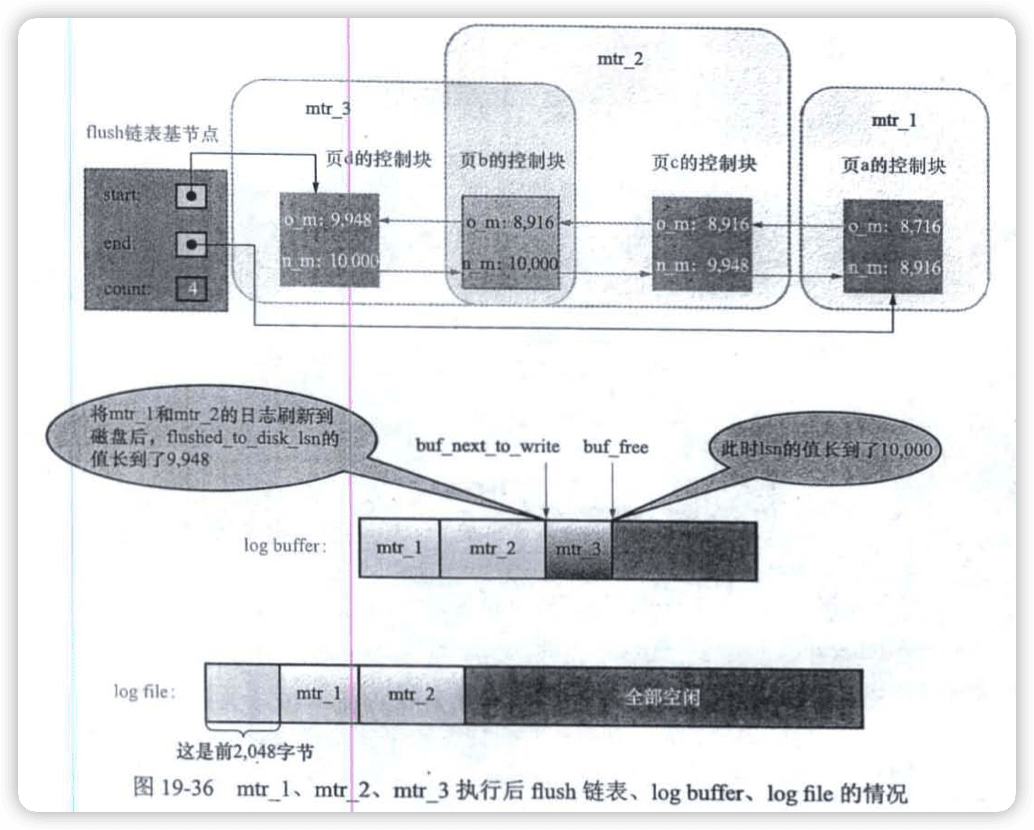 mtr_2
mtr_3
mtr_1
flush链表基节点
页d的控制块
页b的控制块
页c的控制块
页a的控制块
start:
o_m: 9,948
o_m: 8,916
o_m: 8,916
o_m: 8,716
end:
n_m: 10,000
n_m: 10,000
n_m: 9,948
n_m: 8,916
count:
4
将mtr_1和mtr_2的日志刷新到
磁盘后，flushed_to_disk_lsn的
值长到了9,948
buf_next_to_write
buf_free
此时lsn的值长到了10,000
log buffer:
mtr_1
mtr_2
mtr_3
log file:
mtr_1
mtr_2
全部空闲
这是前2,048字节
图 19-36 mtr_1、mtr_2、mtr_3 执行后 flush 链表、log buffer、log file 的情况